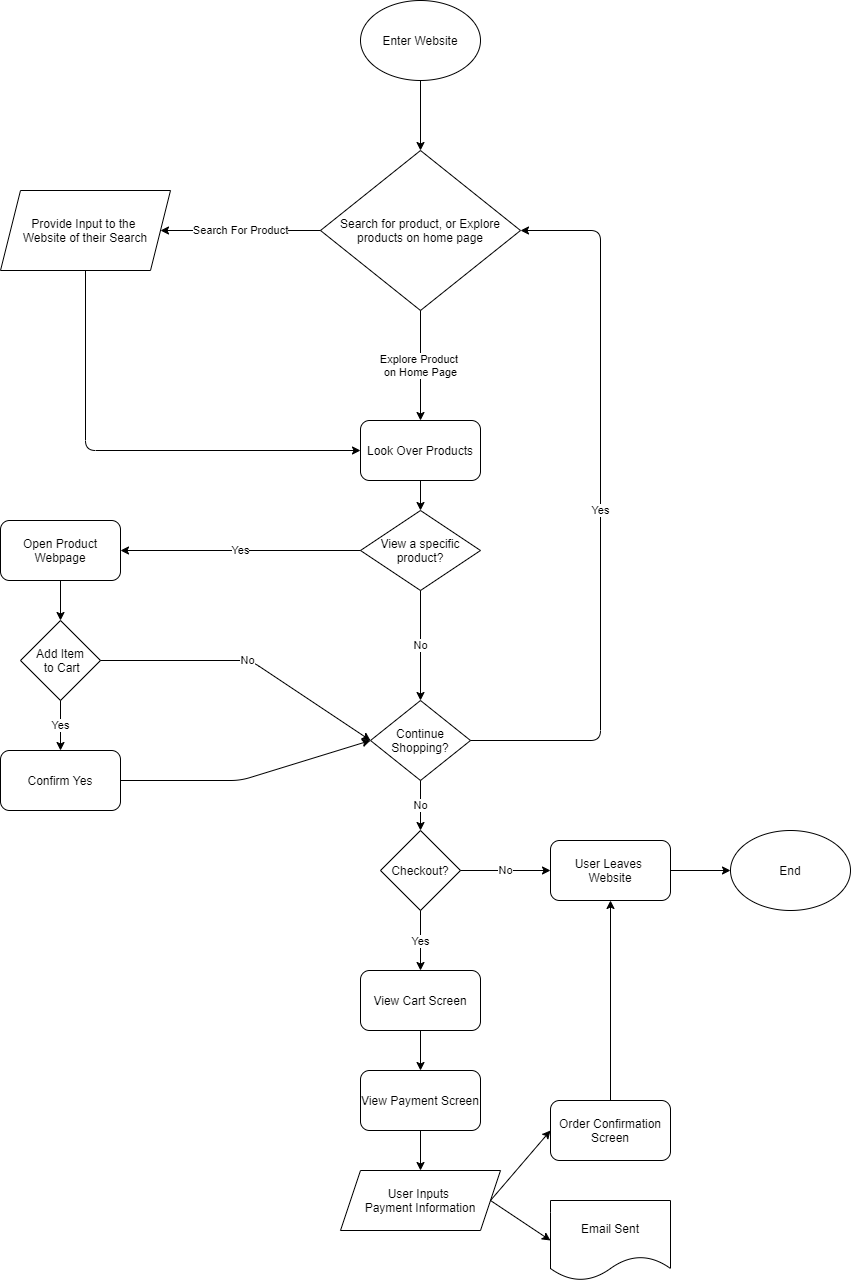 Enter Website
Search for product, or Explore
products on home page
Search For Product
Provide Input to the
Website of their Search
Explore Product
on Home Page
Look Over Products
View a specific
product?
Yes
Open Product
Webpage
Yes
No
Add Item
to Cart
No
Yes
Confirm Yes
Continue
Shopping?
No
Checkout?
No
User Leaves
Website
End
Yes
View Cart Screen
View Payment Screen
User Inputs
Payment Information
Order Confirmation
Screen
Email Sent